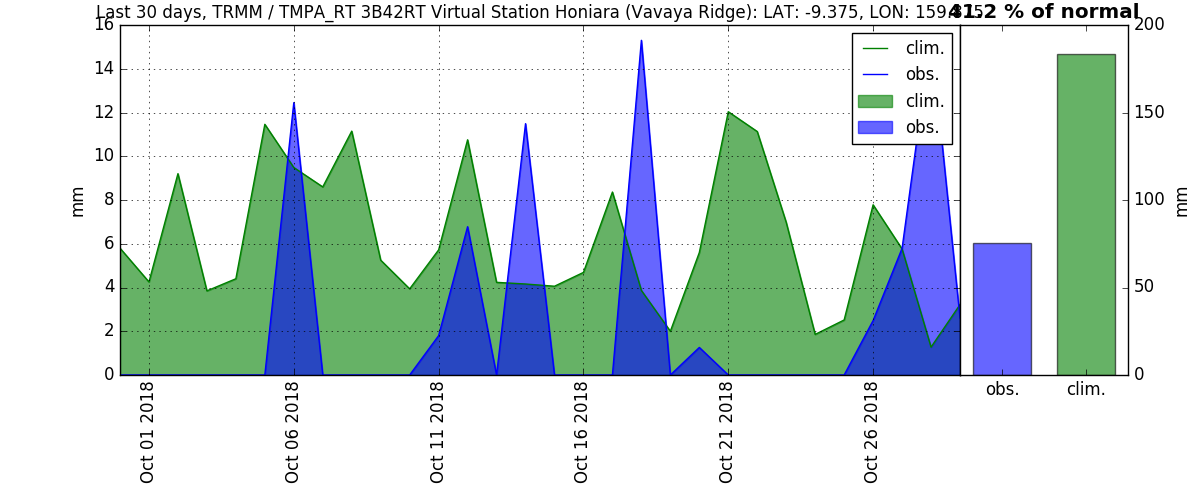 Last 30 days, TRMM / TMPA_RT 3B42RT Virtual Station Honiara (Vavaya Ridge): LAT: -9.375, LON:
41.2 % of normal
16
14
12
10
8
6
4
2
0
mm
clim.
obs.
clim.
obs.
200
150
100
50
0
mm
obs.
clim.
Oct 01 2018
Oct 06 2018
Oct 11 2018
Oct 16 2018
Oct 21 2018
Oct 26 2018